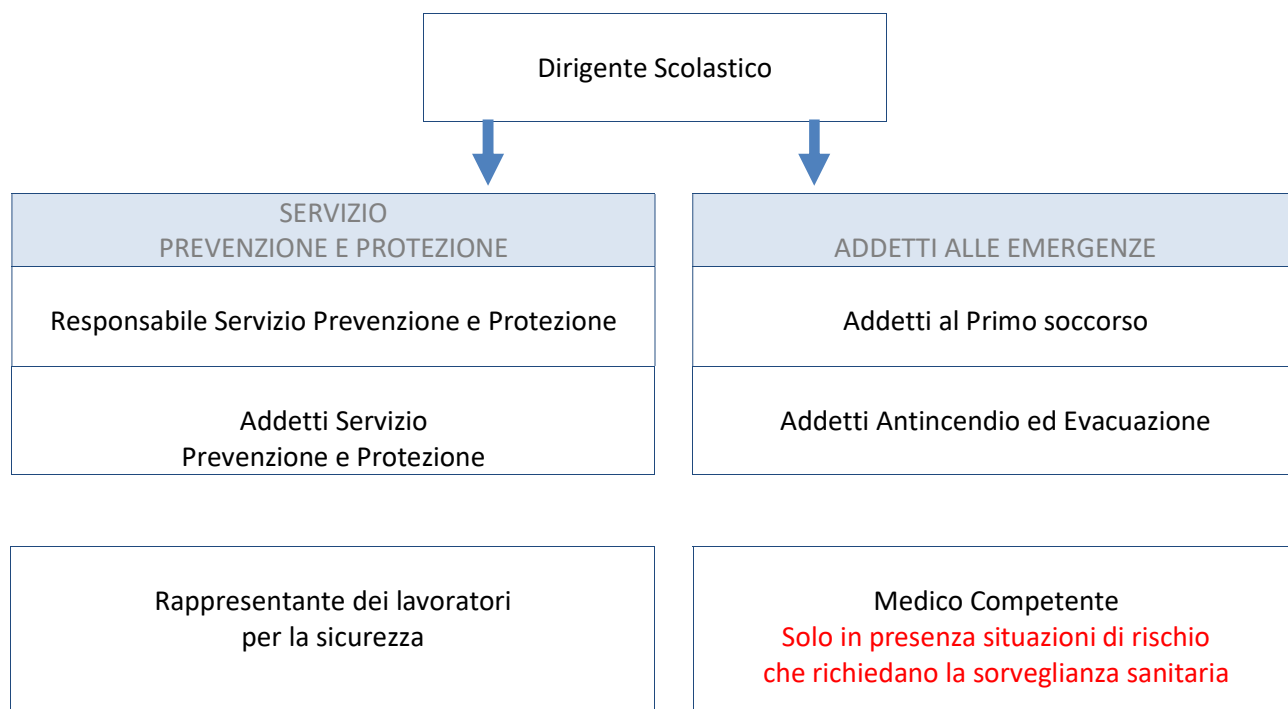 Dirigente Scolastico
SERVIZIO
PREVENZIONE E PROTEZIONE
Responsabile Servizio Prevenzione e Protezione
Addetti Servizio
Prevenzione e Protezione
ADDETTI ALLE EMERGENZE
Addetti al Primo soccorso
Addetti Antincendio ed Evacuazione
Rappresentante dei lavoratori
per la sicurezza
Medico Competente
Solo in presenza situazioni di rischio
che richiedano la sorveglianza sanitaria